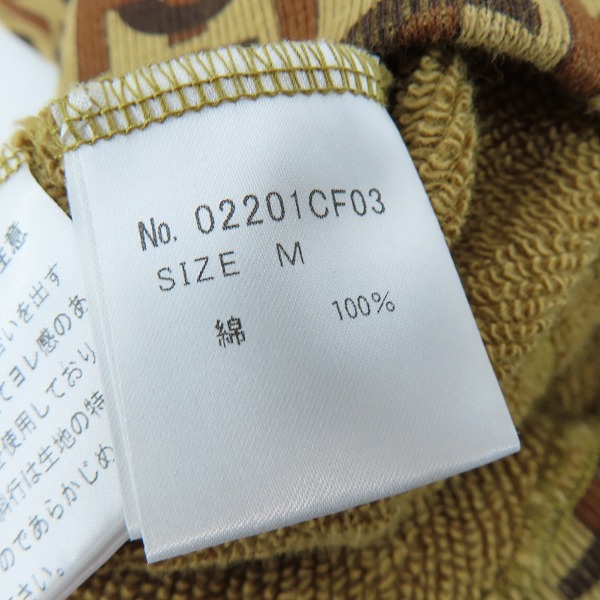 No. 02201CF03
SIZE M
綿 100%
注意
いを出す
ヨレ感のあ
使用しており
斜行は生地の特
のであらかじめ
さい。